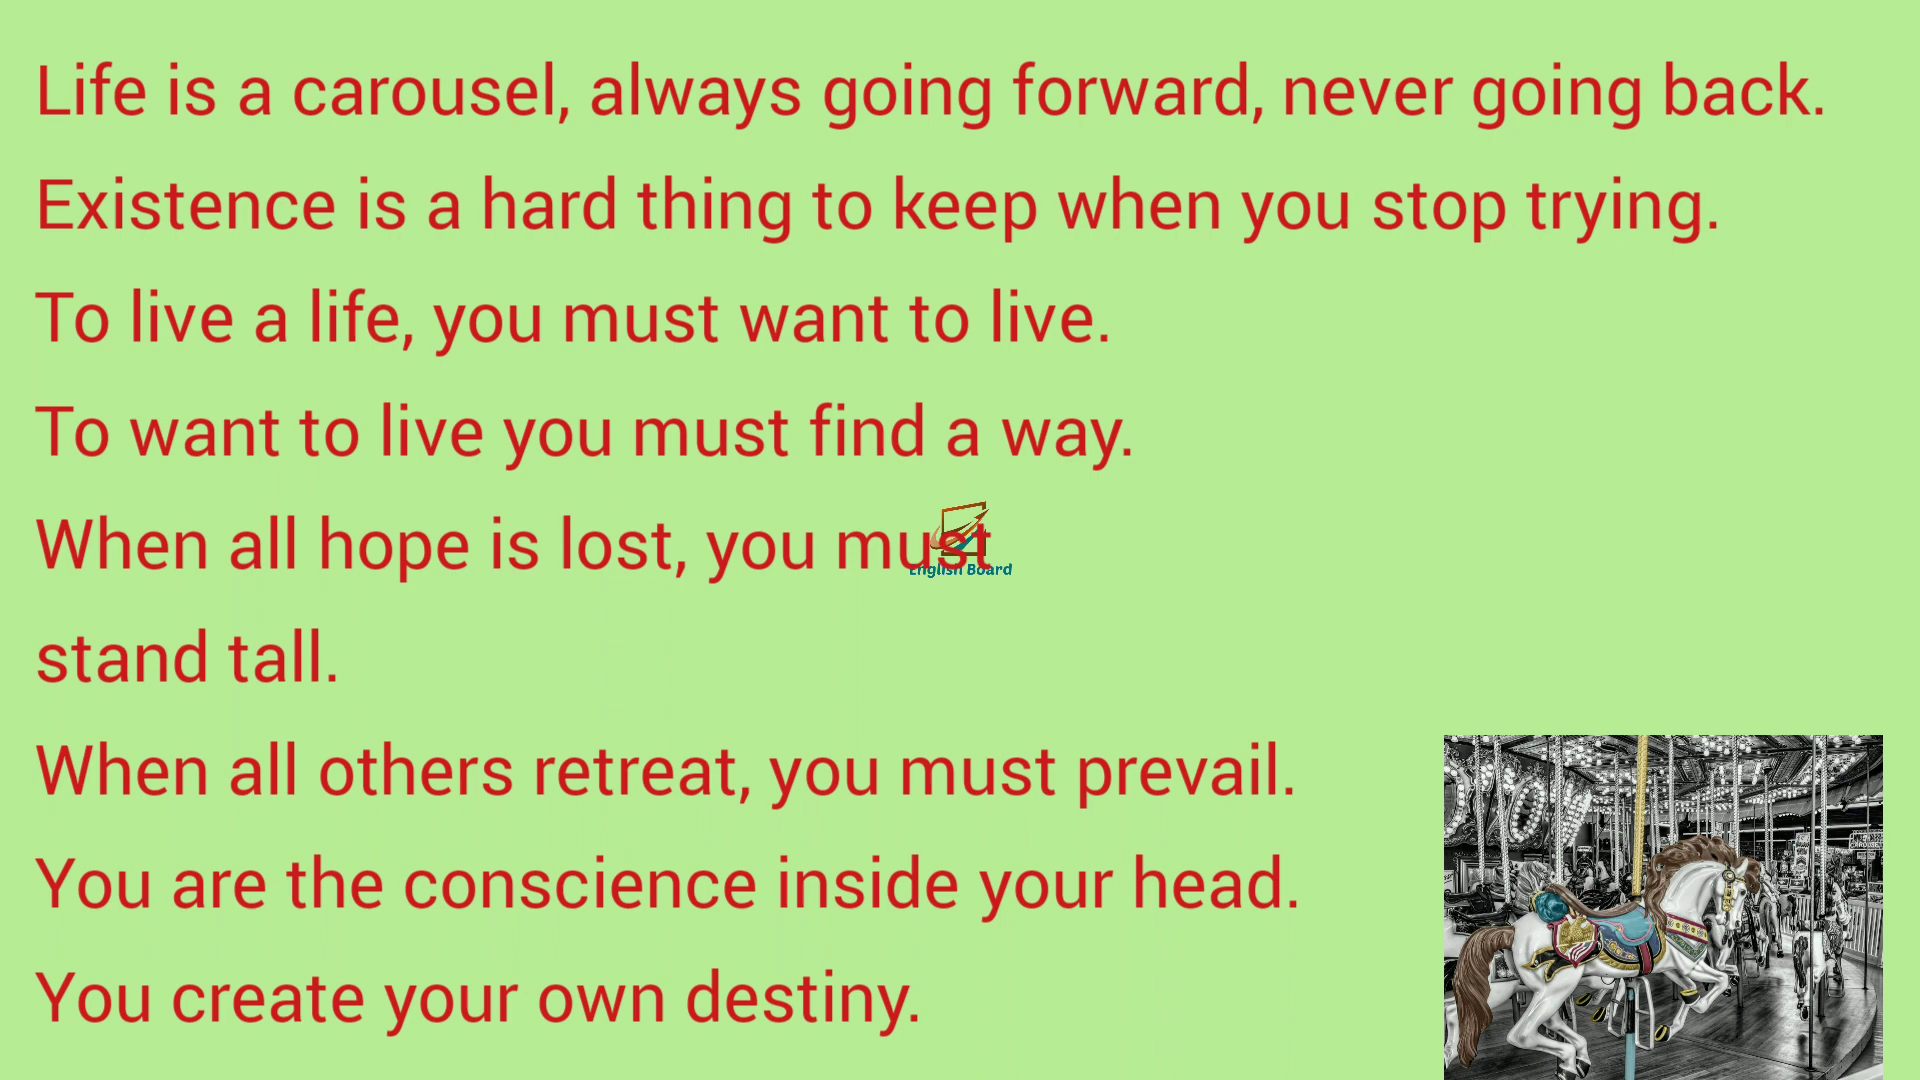 Life is a carousel, always going forward, never going back.
Existence is a hard thing to keep when you stop trying.
To live a life, you must want to live.
To want to live you must find a way.
When all hope is lost, you must
English Board
stand tall.
When all others retreat, you must prevail.
You are the conscience inside your head.
You create your own destiny.